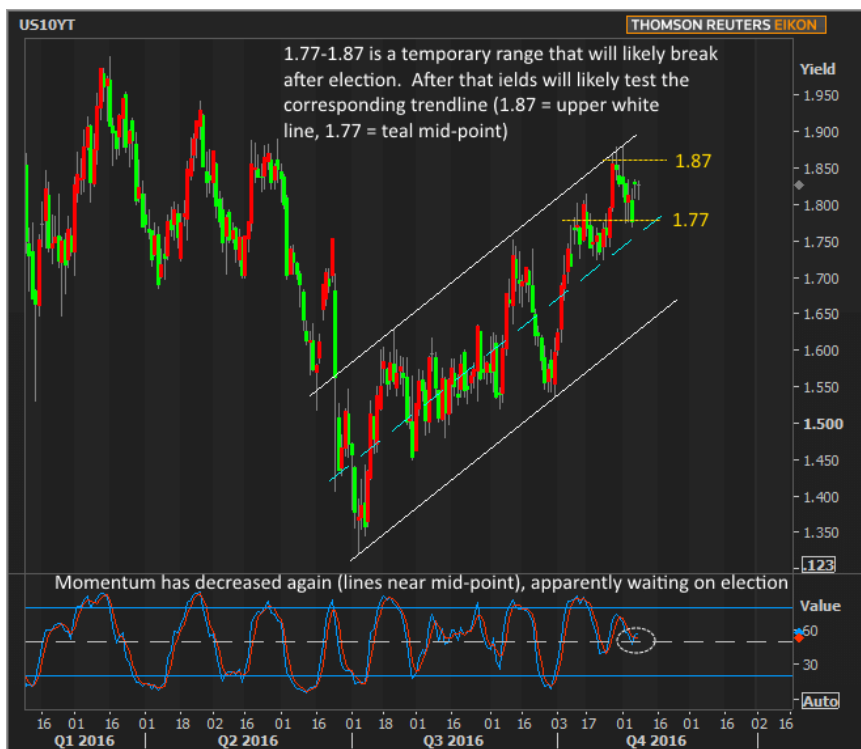 US10YT
THOMSON REUTERS EIKON
1.77-1.87 is a temporary range that will likely break
after election.  After that ields will likely test the
corresponding trendline (1.87 = upper white
line, 1.77 = teal mid-point)
Yield
1.950
1.900
1.87
1.850
1.800
1.77
1.750
1.700
1.650
1.600
1.550
1.500
1.450
1.400
1.350
.123
Momentum has decreased again (lines near mid-point), apparently waiting on election
Value
60
30
Auto
16 01 16 01 18 02 16 01 16 01 18 01 16 01 16 03 17 01 16 02 16
Q1 2016 Q2 2016 Q3 2016 Q4 2016